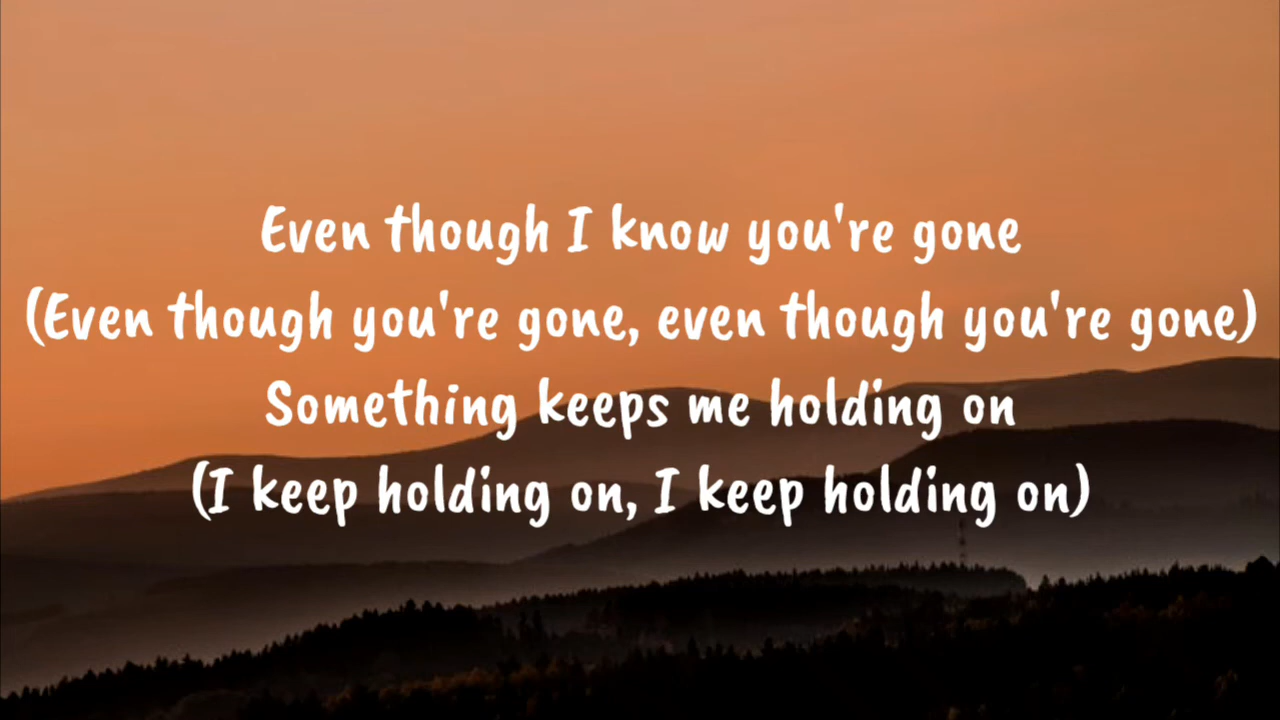 Even though I know you're gone
(Even though you're gone, even though you're gone)
Something keeps me holding on
(I keep holding on, I keep holding on)